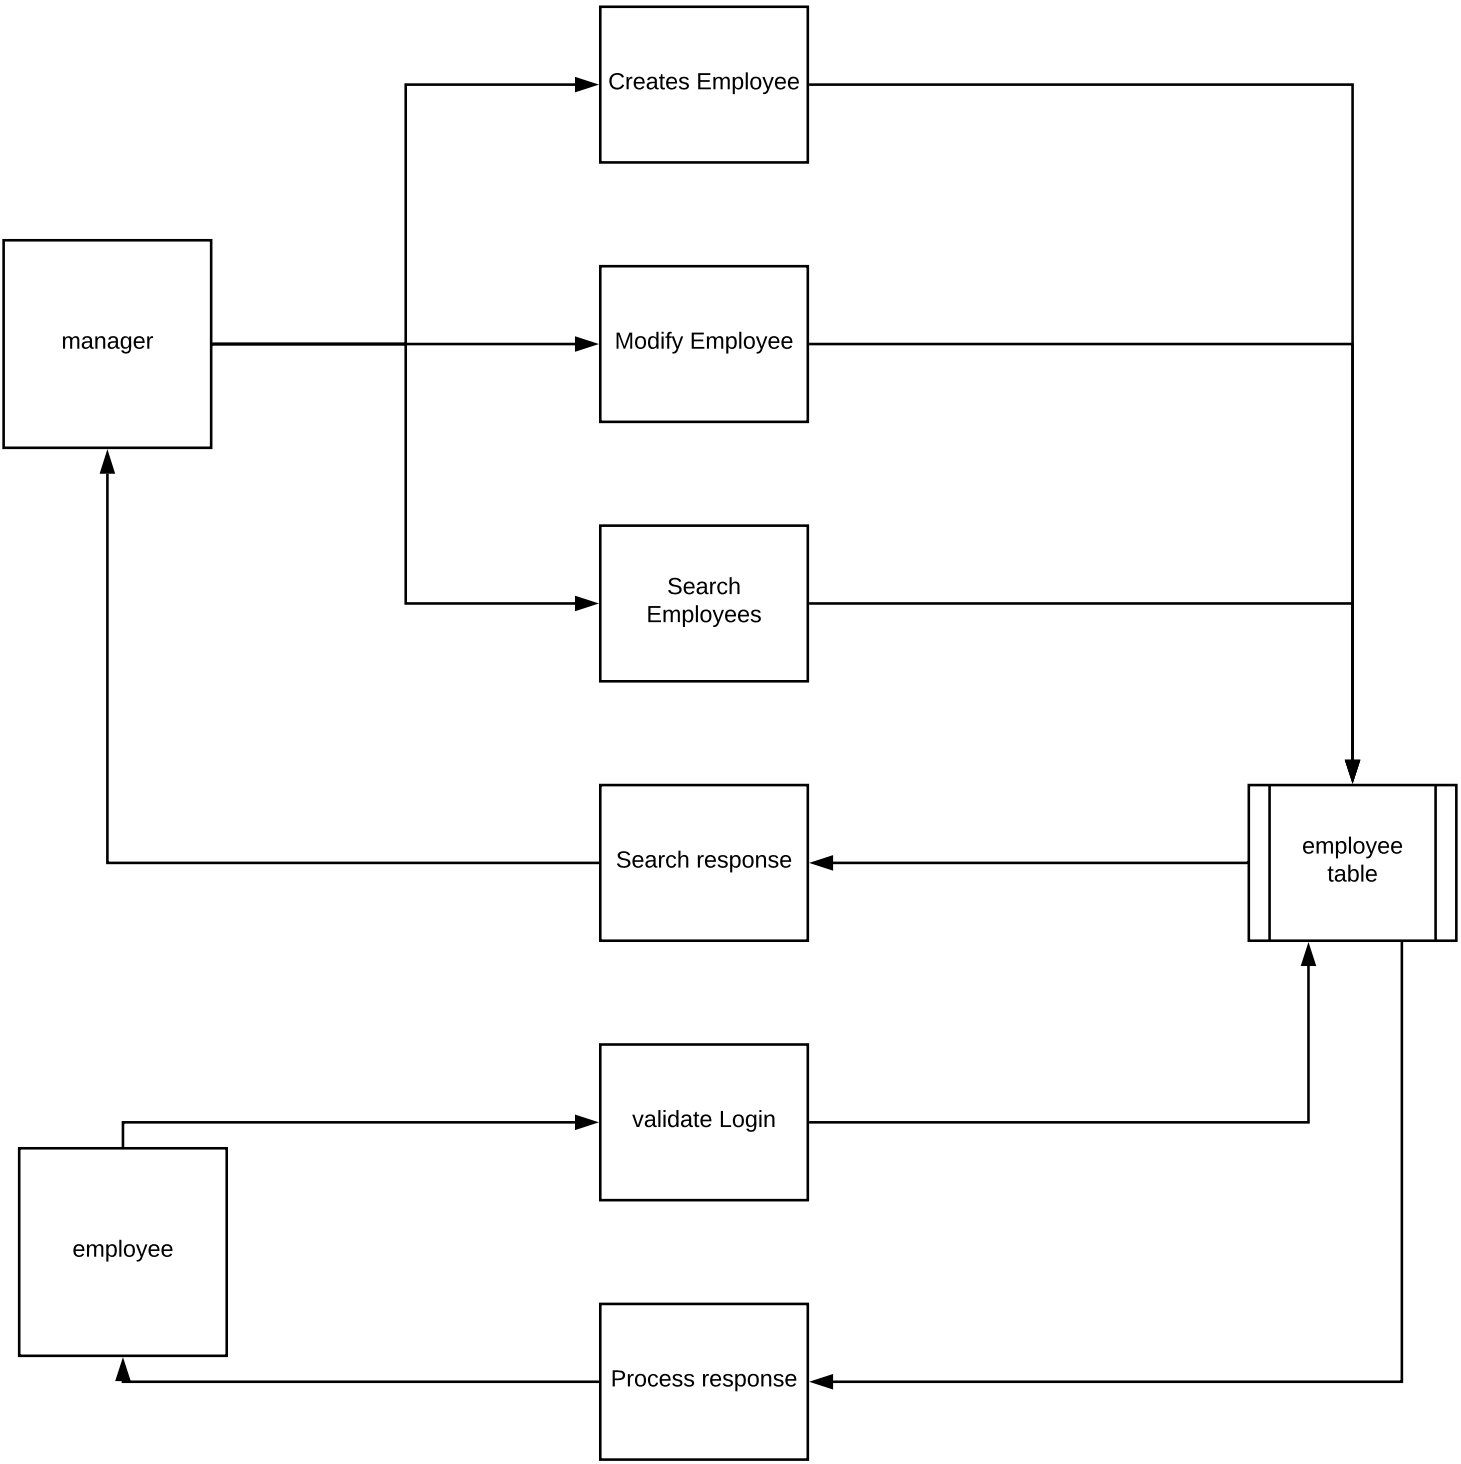 Creates Employee
manager
Modify Employee
Search
Employees
Search response
employee
table
validate Login
employee
Process response